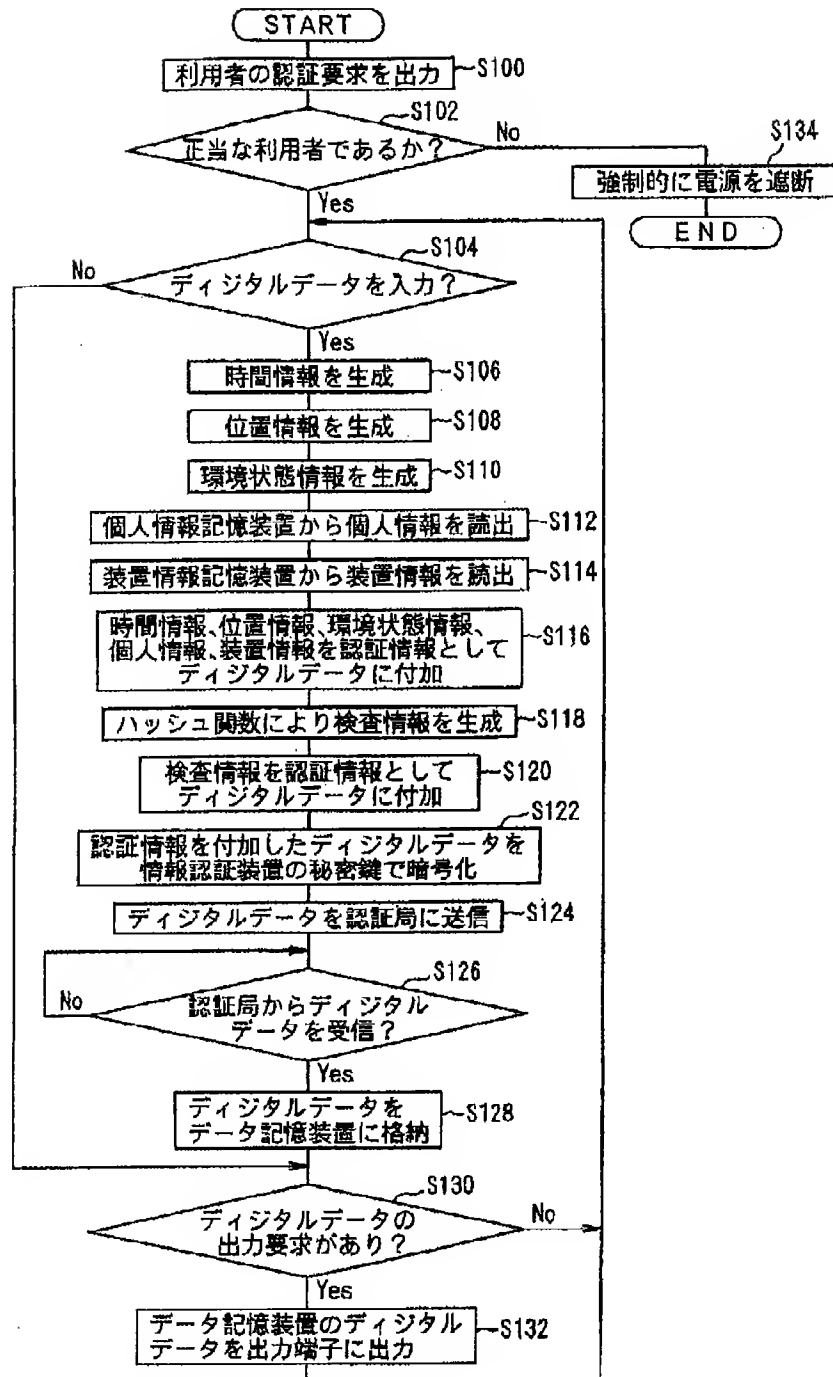 START
利用者の認証要求を出力
S100
S102
正当な利用者であるか?
No
S134
強制的に電源を遮断
END
Yes
S104
No
ディジタルデータを入力?
Yes
時間情報を生成
S106
位置情報を生成
S108
環境状態情報を生成
S110
個人情報記憶装置から個人情報を読出
S112
装置情報記憶装置から装置情報を読出
S114
時間情報、位置情報、環境状態情報、
個人情報、装置情報を認証情報として
ディジタルデータに付加
S116
ハッシュ関数により検査情報を生成
S118
検査情報を認証情報として
ディジタルデータに付加
S120
S122
認証情報を付加したディジタルデータを
情報認証装置の秘密鍵で暗号化
ディジタルデータを認証局に送信
S124
S126
No
認証局からディジタル
データを受信?
Yes
ディジタルデータを
データ記憶装置に格納
S128
S130
ディジタルデータの
出力要求があり?
No
Yes
データ記憶装置のディジタル
データを出力端子に出力
S132